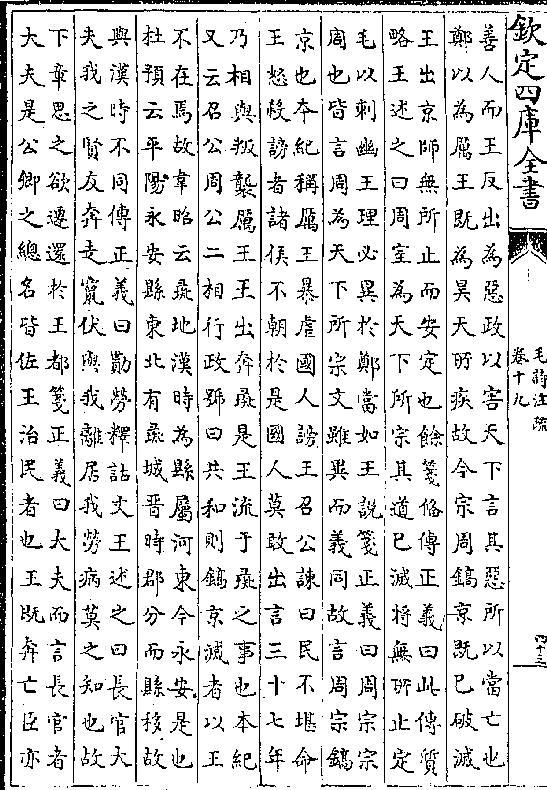 欽定四庫全書
毛詩注疏
卷十九
四十三
善人而王反出為惡政以害天下言其惡所以當亡也
鄭以為厲王既為昊天所疾故今宗周鎬京既已破滅
王出京師無所止而安定也餘箋俻傳正義曰此傳質
略王述之曰周室為天下所宗其道已滅將無所止定
毛以刺幽王理必異於鄭當如王說箋正義曰周宗宗
周也皆言周為天下所宗文雖異而義同故言周宗鎬
京也本紀稱厲王暴虐國人謗王召公諫曰民不堪命
王怒殺謗者諸侯不朝於是國人莫敢出言三十七年
乃相與叛襲厲王王出奔彘是王流于彘之事也本紀
又云召公周公二相行政號曰共和則鎬京滅者以王
不在焉故韋昭云彘地漢時為縣屬河東今永安是也
杜預云平陽永安縣東北有彘城晉時郡分而縣移故
與漢時不同傳正義曰勩勞釋詁文王述之曰長官大
夫我之賢友奔走竄伏與我離居我勞病莫之知也故
下章思之欲遷還於王都箋正義曰大夫而言長官者
大夫是公卿之總名皆佐王治民者也王既奔亡臣亦